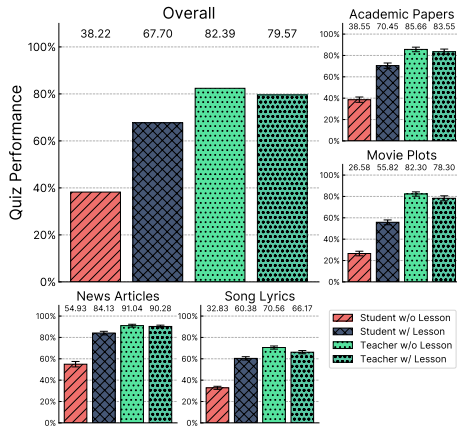 Overall
38.22 67.70 82.39 79.57
Quiz Performance
100%
80%
60%
40%
20%
0%
Academic Papers
38.55 70.45 85.66 83.55
100%
80%
60%
40%
20%
0%
Movie Plots
26.58 55.82 82.30 78.30
100%
80%
60%
40%
20%
0%
News Articles
54.93 84.13 91.04 90.28
100%
80%
60%
40%
20%
0%
Song Lyrics
32.83 60.38 70.56 66.17
100%
80%
60%
40%
20%
0%
Student w/o Lesson
Student w/ Lesson
Teacher w/o Lesson
Teacher w/ Lesson